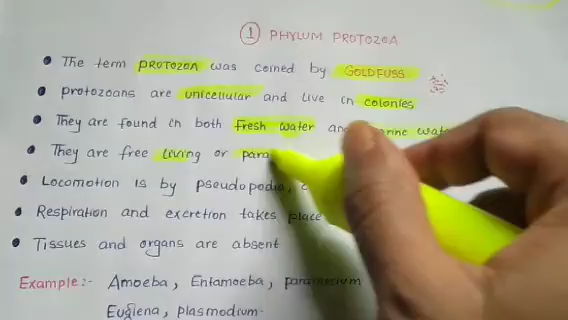 ① PHYLUM PROTOZOA
• The term PROTOZOA was coined by GOLDFUSS
• protozoans are unicellular and live in colonies
• They are found in both fresh water and
• They are free living or para
• Locomotion is by pseudopodia,
• Respiration and excretion takes place
• Tissues and organs are absent
Example:- Amoeba, Entamoeba, paramecium
Euglena, plasmodium.